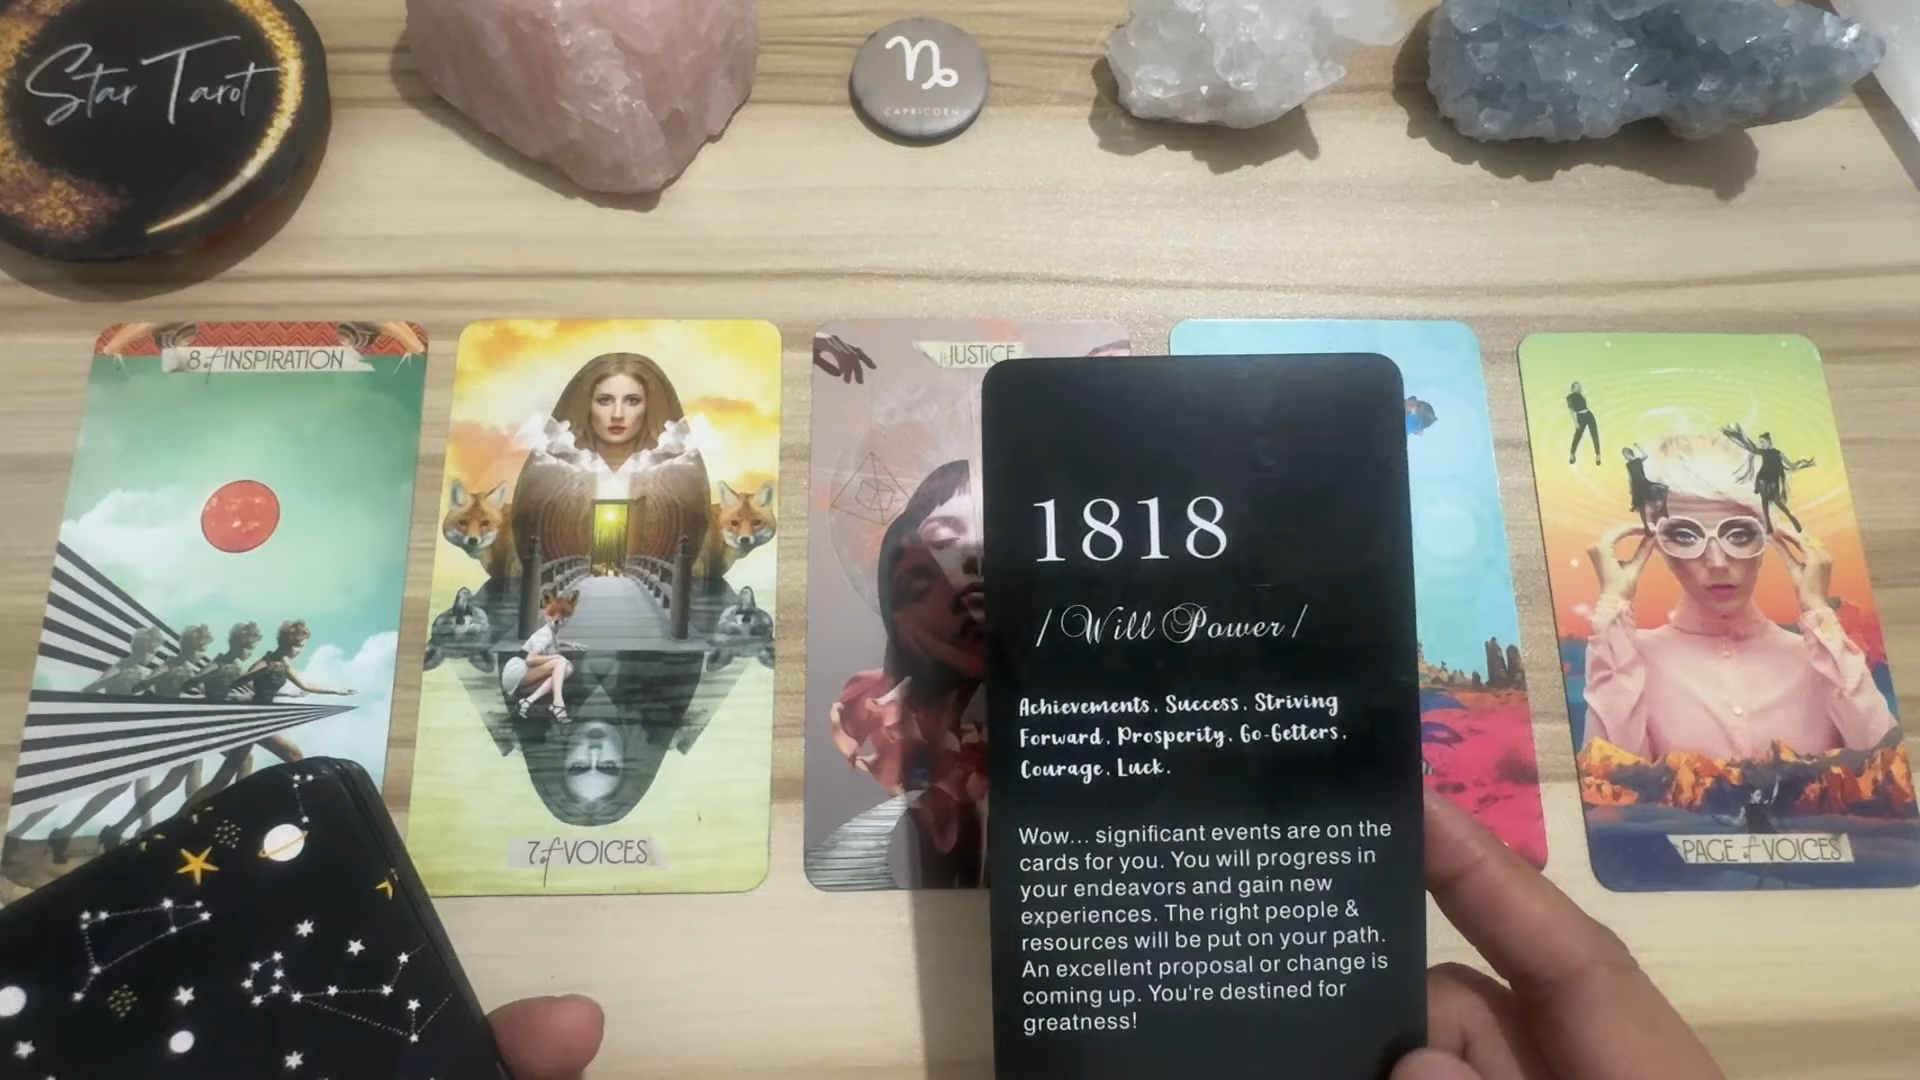 Star Tarot
CAPRICORN
8 of INSPIRATION
JUSTICE
7 of VOICES
PAGE of VOICES
1818
/Will Power/
Achievements. Success. Striving
Forward. Prosperity. Go-Getters.
Courage. Luck.
Wow... significant events are on the
cards for you. You will progress in
your endeavors and gain new
experiences. The right people &
resources will be put on your path.
An excellent proposal or change is
coming up. You're destined for
greatness!